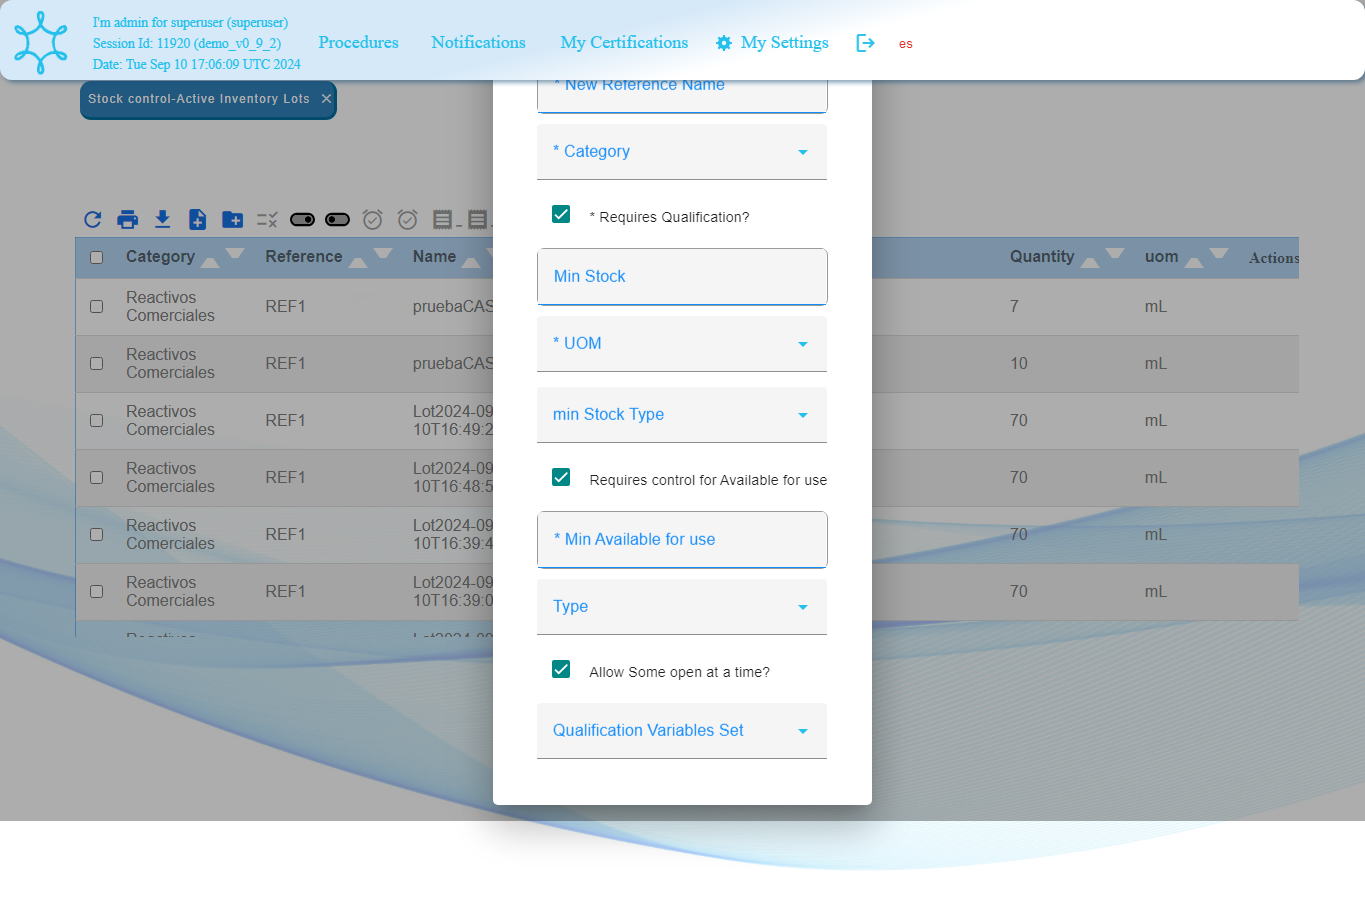 I'm admin for superuser (superuser)
Session Id: 11920 (demo_v0_9_2)
Date: Tue Sep 10 17:06:09 UTC 2024
Procedures
Notifications
My Certifications
My Settings
es
Stock control-Active Inventory Lots ×
* New Reference Name
* Category
* Requires Qualification?
Min Stock
* UOM
min Stock Type
Requires control for Available for use
* Min Available for use
Type
Allow Some open at a time?
Qualification Variables Set
Category Reference Name Quantity uom Actions
Reactivos
Comerciales REF1 pruebaCAS 7 mL
Reactivos
Comerciales REF1 pruebaCAS 10 mL
Reactivos Lot2024-09
Comerciales REF1 10T16:49:2 70 mL
Reactivos Lot2024-09
Comerciales REF1 10T16:48:5 70 mL
Reactivos Lot2024-09
Comerciales REF1 10T16:39:4 70 mL
Reactivos Lot2024-09
Comerciales REF1 10T16:39:0 70 mL